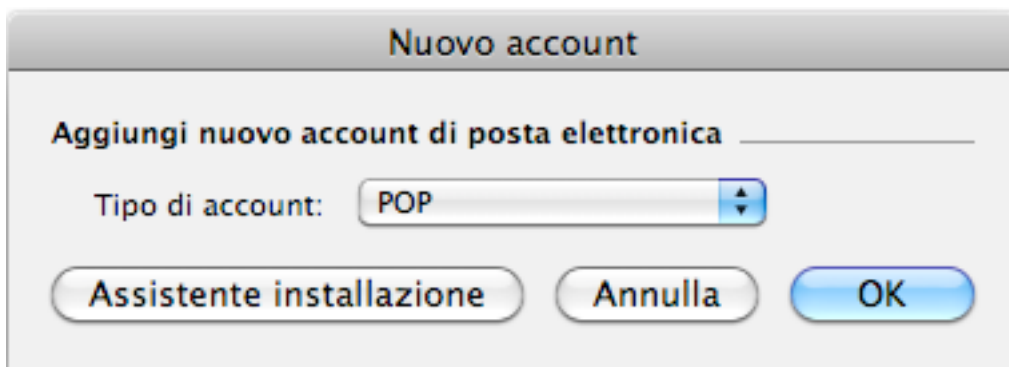 Nuovo account
Aggiungi nuovo account di posta elettronica
Tipo di account: POP
Assistente installazione Annulla OK